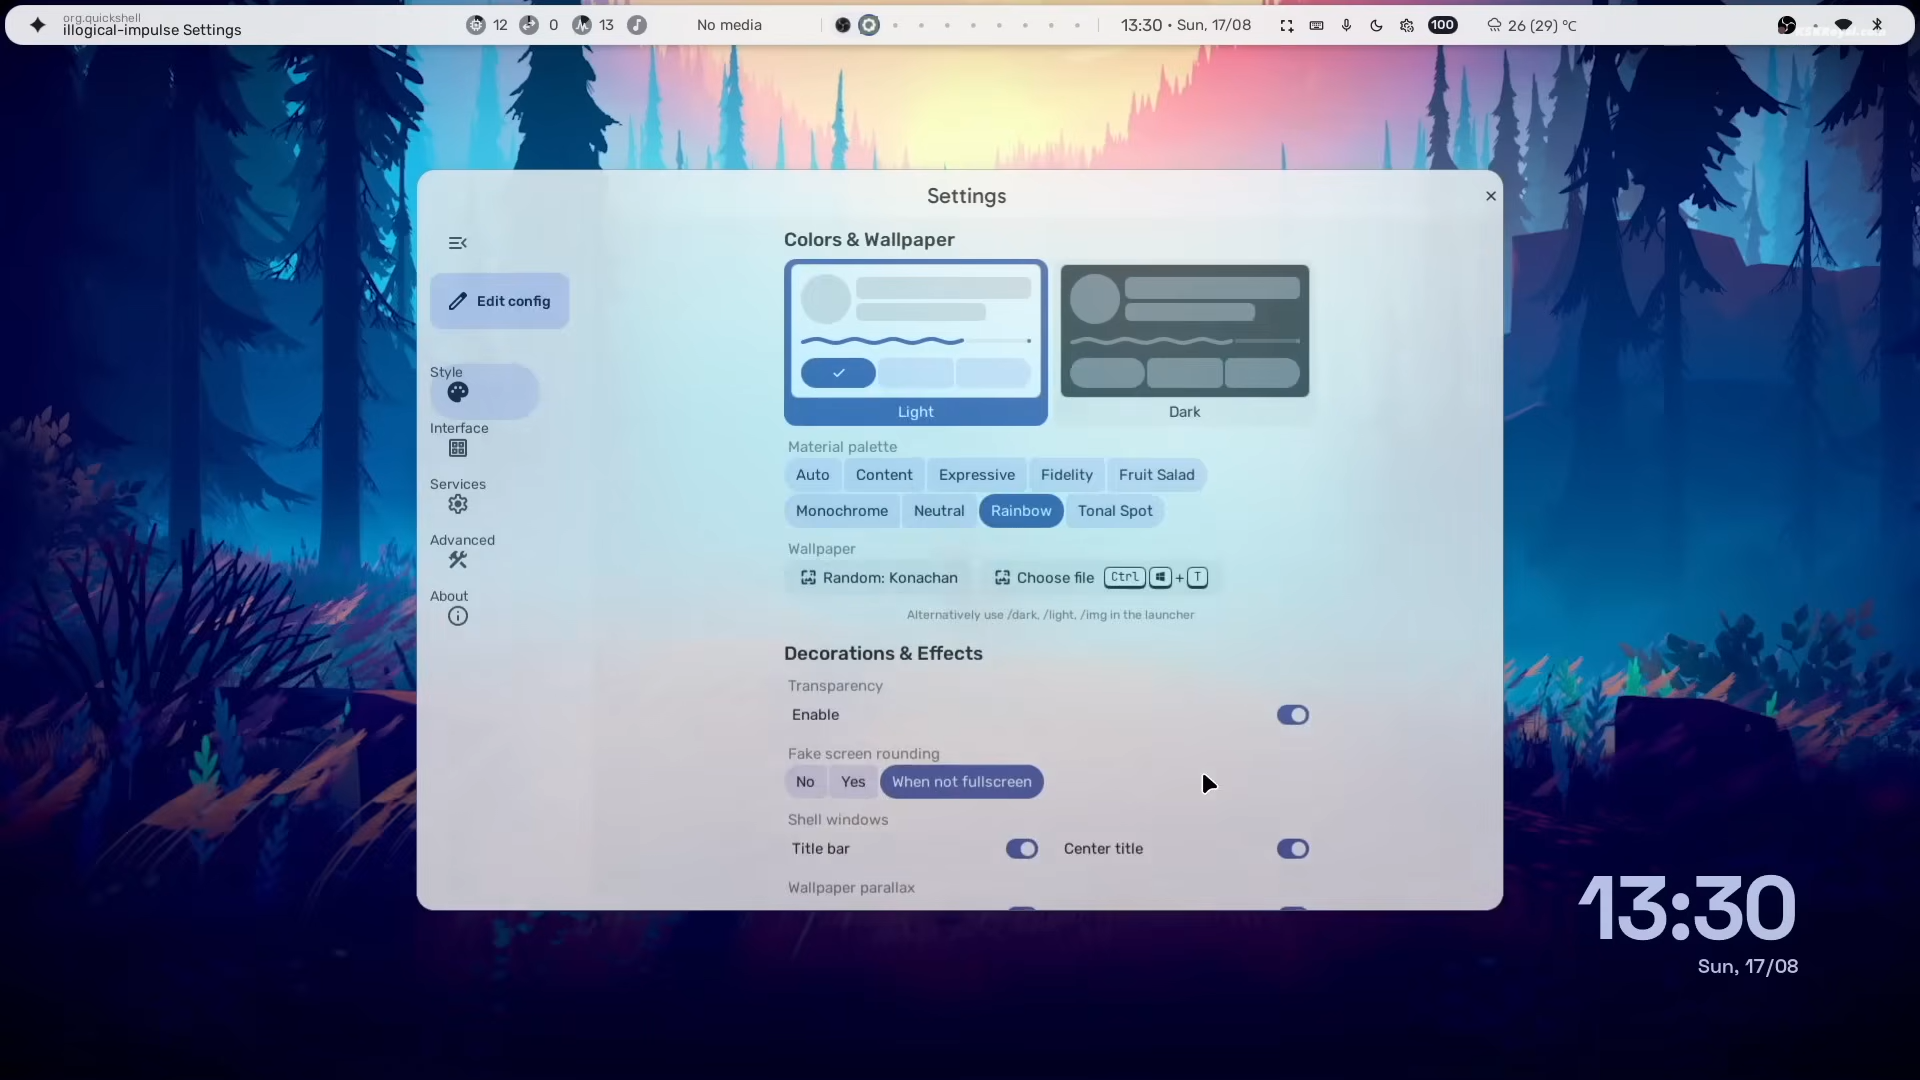 org.quickshell
illogical-impulse Settings
12 0 13
No media
13:30 • Sun, 17/08
100
26 (29) °C
Settings
Edit config
Style
Interface
Services
Advanced
About
Colors & Wallpaper
Light
Dark
Material palette
Auto Content Expressive Fidelity Fruit Salad
Monochrome Neutral Rainbow Tonal Spot
Wallpaper
Random: Konachan Choose file Ctrl + T
Alternatively use /dark, /light, /img in the launcher
Decorations & Effects
Transparency
Enable
Fake screen rounding
No Yes When not fullscreen
Shell windows
Title bar Center title
Wallpaper parallax
13:30
Sun, 17/08